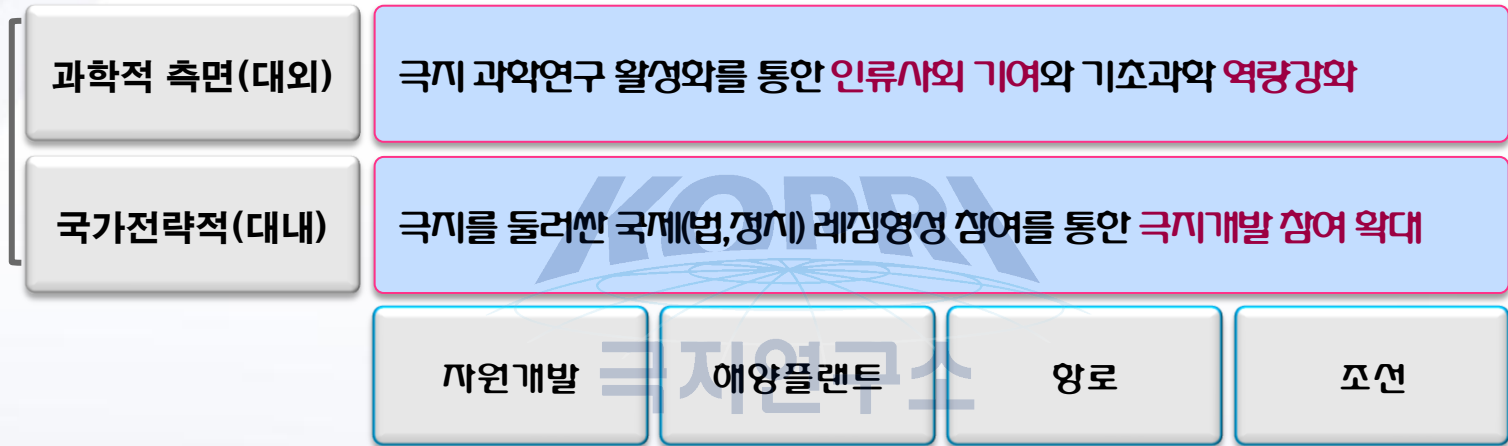 과학적 측면(대외)
극지 과학연구 활성화를 통한 인류사회 기여와 기초과학 역량강화
국가전략적(대내)
극지를 둘러싼 국제(법,정치) 레짐형성 참여를 통한 극지개발 참여 확대
KOPRI
극지연구소
자원개발
해양플랜트
항로
조선